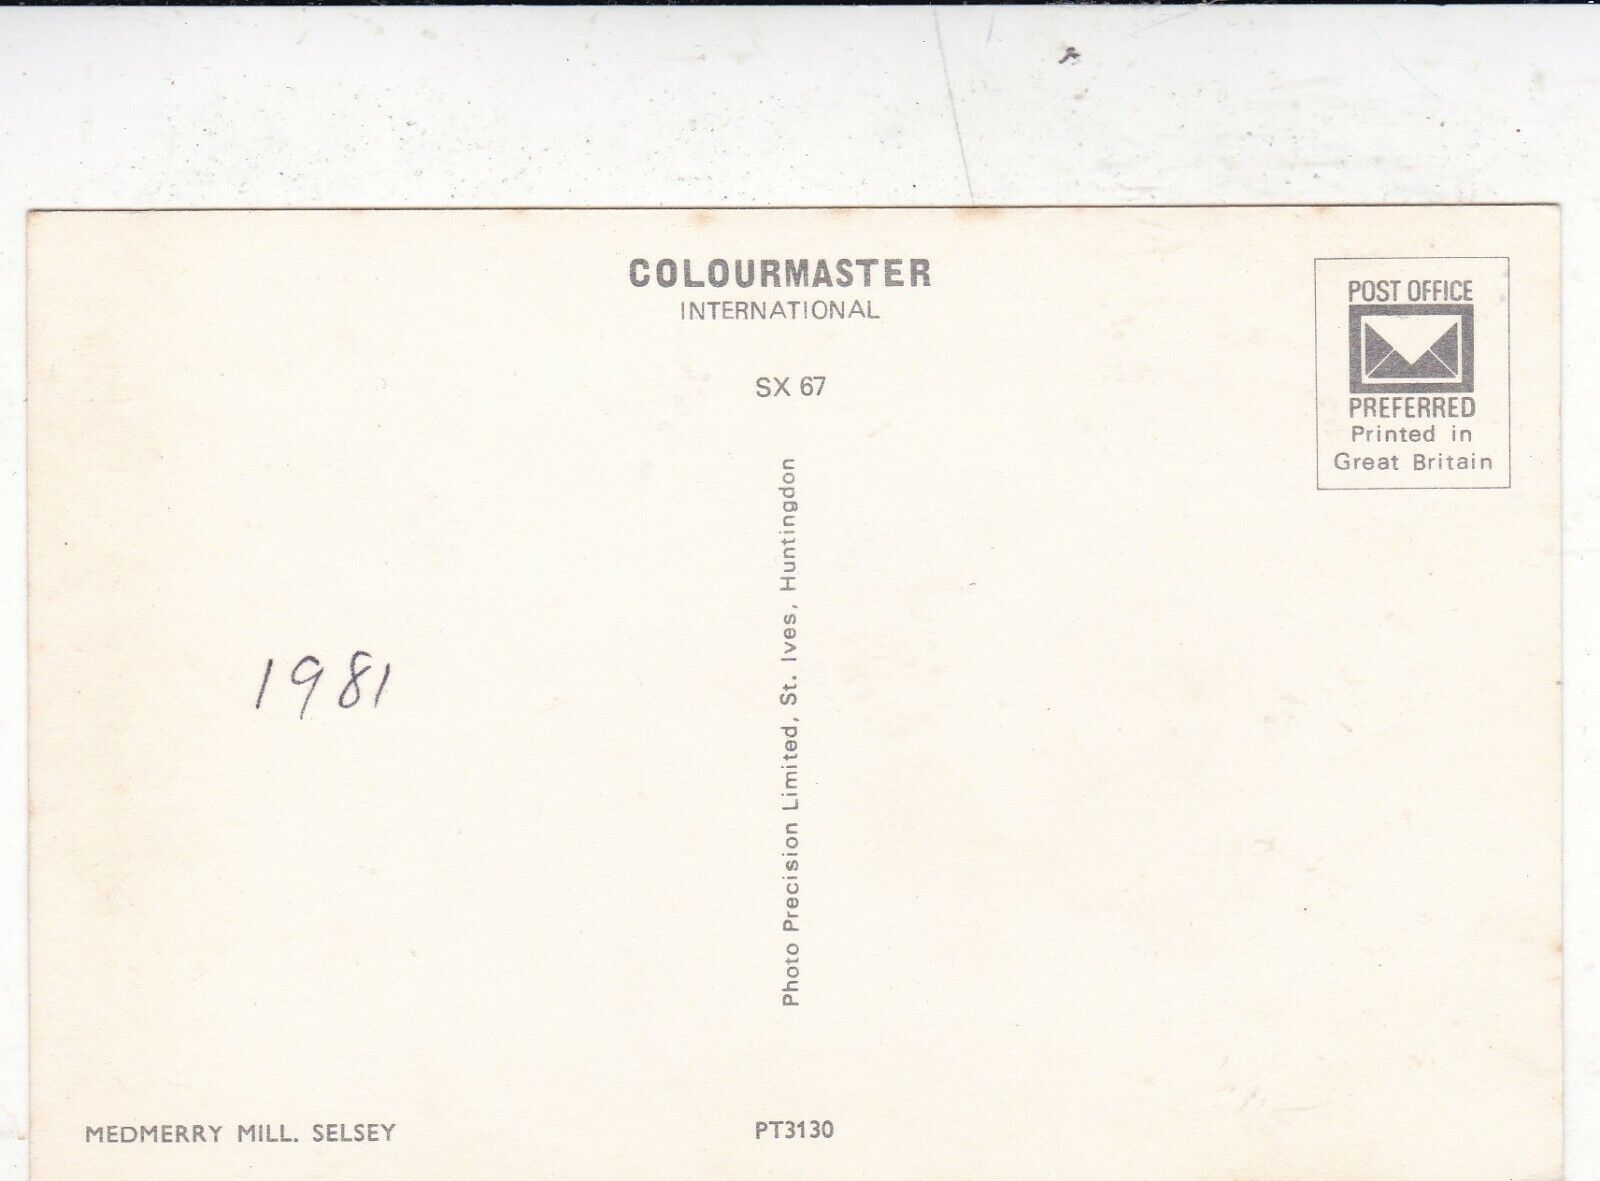 COLOURMASTER
INTERNATIONAL
SX 67
POST OFFICE
PREFERRED
Printed in
Great Britain
Photo Precision Limited, St. Ives, Huntingdon
1981
MEDMERRY MILL. SELSEY
PT3130